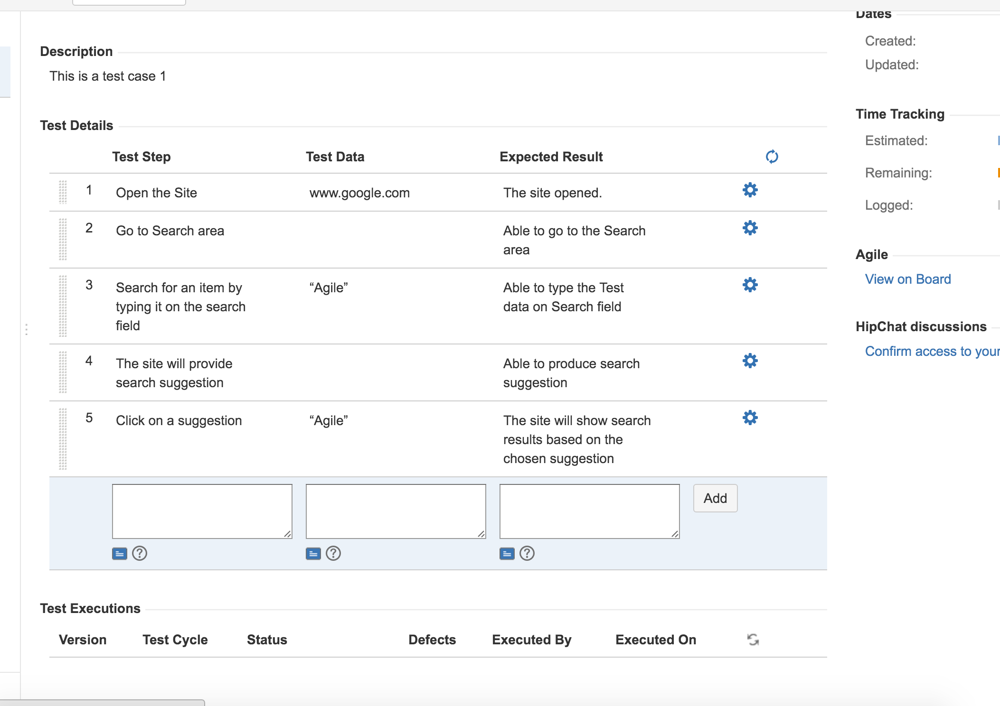 Description
This is a test case 1
Test Details
Test Step Test Data Expected Result
1 Open the Site www.google.com The site opened.
2 Go to Search area Able to go to the Search
area
3 Search for an item by “Agile” Able to type the Test
typing it on the search data on Search field
field
4 The site will provide Able to produce search
search suggestion suggestion
5 Click on a suggestion “Agile” The site will show search
results based on the
chosen suggestion
Add
Test Executions
Version Test Cycle Status Defects Executed By Executed On
Dates
Created:
Updated:
Time Tracking
Estimated:
Remaining:
Logged:
Agile
View on Board
HipChat discussions
Confirm access to your